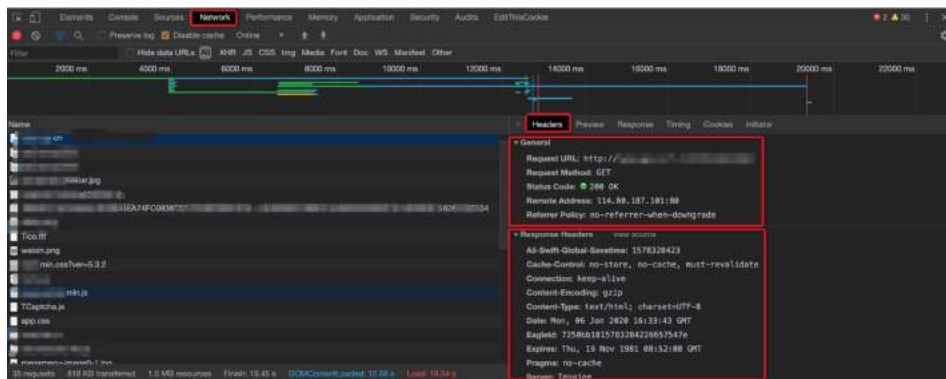 Elements Console Sources Network Performance Memory Application Security Audits EditThisCookie
2 30
Preserve log Disable cache Online
Filter Hide data URLs All XHR JS CSS Img Media Font Doc WS Manifest Other
2000 ms 4000 ms 6000 ms 8000 ms 10000 ms 12000 ms 14000 ms 16000 ms 18000 ms 20000 ms 22000 ms
Name
.cn
Tico.ttf
weixin.png
min.css?ver=5.3.2
min.js
TCaptcha.js
app.css
35 requests 818 KB transferred 1.5 MB resources Finish: 19.45 s DOMContentLoaded: 12.88 s Load: 19.34 s
Headers Preview Response Timing Cookies Initiator
General
Request URL: http://
Request Method: GET
Status Code: 200 OK
Remote Address: 114.80.187.101:80
Referrer Policy: no-referrer-when-downgrade
Response Headers view source
Ali-Swift-Global-Savetime: 1578328423
Cache-Control: no-store, no-cache, must-revalidate
Connection: keep-alive
Content-Encoding: gzip
Content-Type: text/html; charset=UTF-8
Date: Mon, 06 Jan 2020 16:33:43 GMT
EagleId: 7250bb1815783284226657547e
Expires: Thu, 19 Nov 1981 08:52:00 GMT
Pragma: no-cache
Server: Tengine